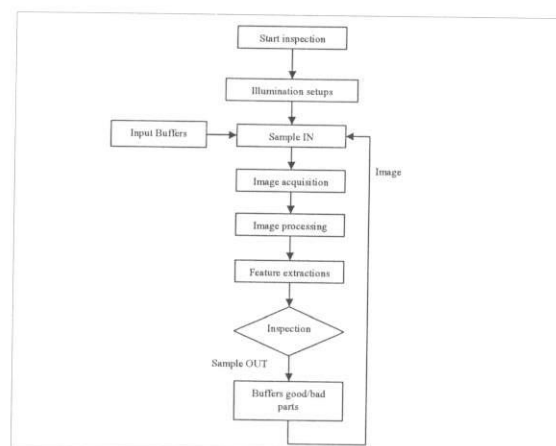 Start inspection
Illumination setups
Input Buffers
Sample IN
Image
Image acquisition
Image processing
Feature extractions
Inspection
Sample OUT
Buffers good/bad
parts